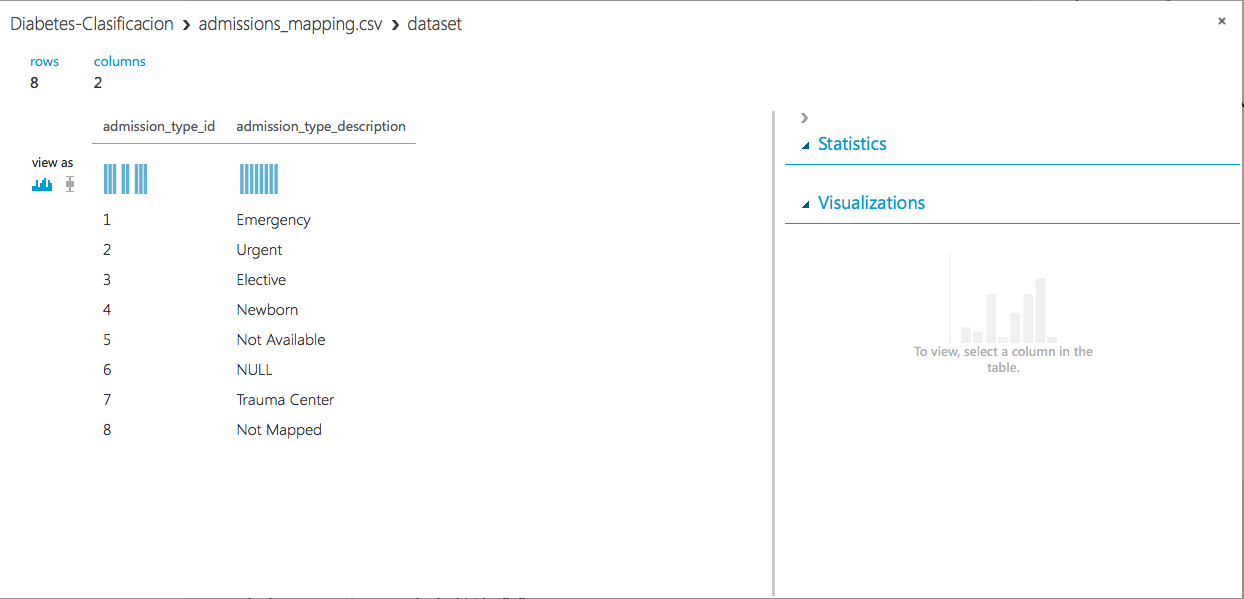 Diabetes-Clasificacion › admissions_mapping.csv › dataset
rows columns
8 2
admission_type_id admission_type_description
view as
1 Emergency
2 Urgent
3 Elective
4 Newborn
5 Not Available
6 NULL
7 Trauma Center
8 Not Mapped
Statistics
Visualizations
To view, select a column in the
table.